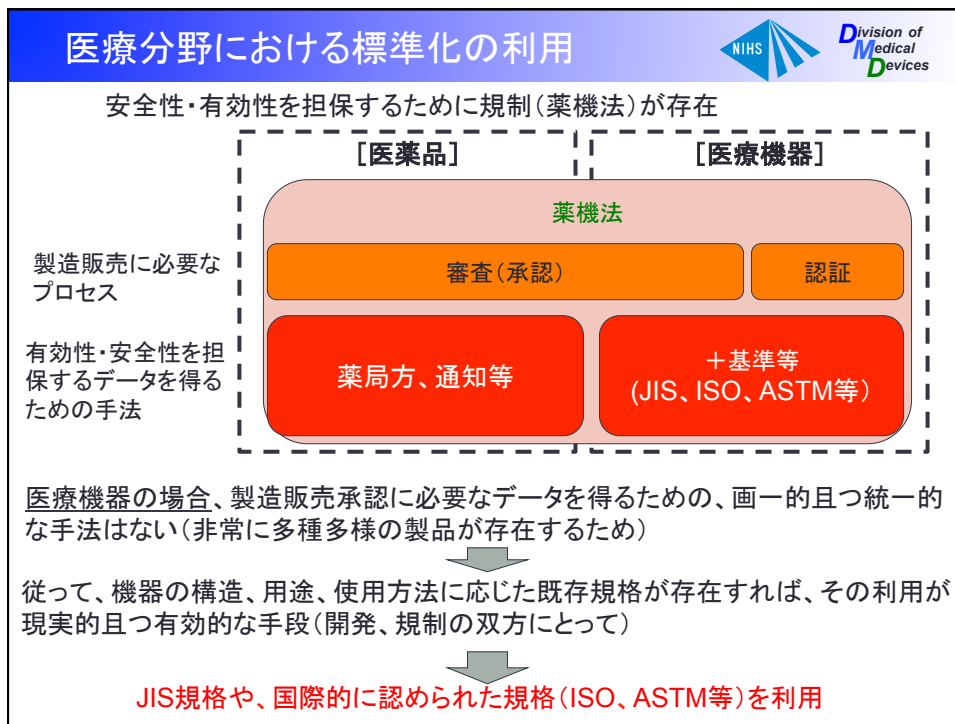 医療分野における標準化の利用
NIHS
Division of
Medical
Devices
安全性・有効性を担保するために規制(薬機法)が存在
[医薬品]
[医療機器]
薬機法
製造販売に必要な
プロセス
審査(承認)
認証
有効性・安全性を担
保するデータを得る
ための手法
薬局方、通知等
＋基準等
(JIS、ISO、ASTM等)
医療機器の場合、製造販売承認に必要なデータを得るための、画一的且つ統一的
な手法はない(非常に多種多様の製品が存在するため)
従って、機器の構造、用途、使用方法に応じた既存規格が存在すれば、その利用が
現実的且つ有効的な手段(開発、規制の双方にとって)
JIS規格や、国際的に認められた規格(ISO、ASTM等)を利用